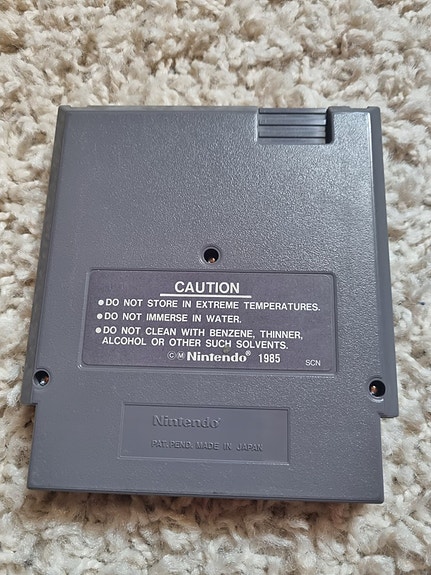 CAUTION
● DO NOT STORE IN EXTREME TEMPERATURES.
● DO NOT IMMERSE IN WATER.
● DO NOT CLEAN WITH BENZENE, THINNER,
ALCOHOL OR OTHER SUCH SOLVENTS.
ⒸⓂ Nintendo® 1985 SCN
Nintendo®
PAT. PEND. MADE IN JAPAN